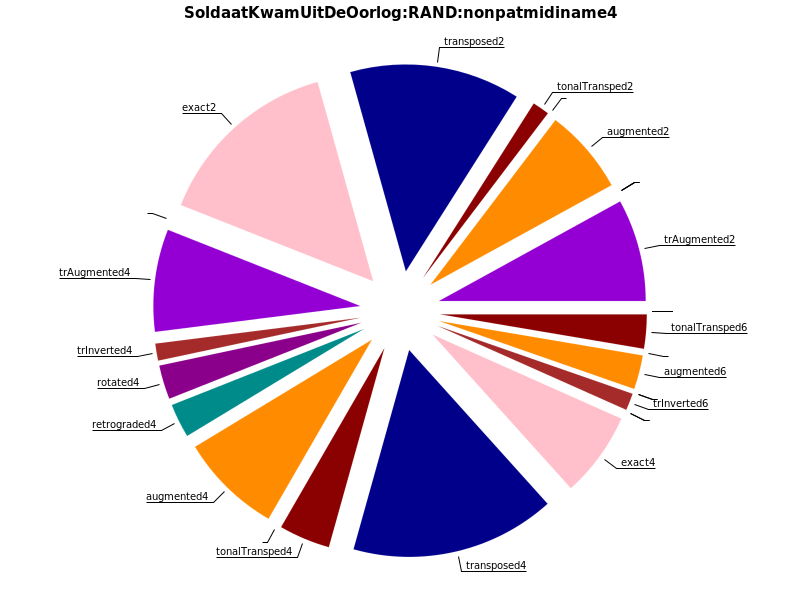 SoldaatKwamUitDeOorlog:RAND:nonpatmidiname4
transposed2
tonalTransped2
exact2
augmented2
trAugmented2
trAugmented4
tonalTransped6
trInverted4
augmented6
rotated4
trInverted6
retrograded4
exact4
augmented4
tonalTransped4
transposed4